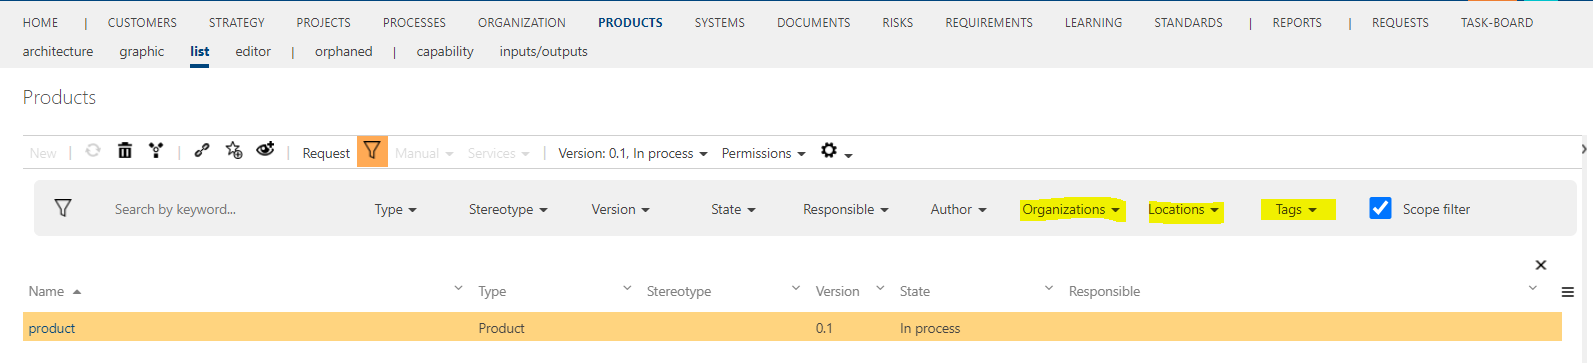 HOME | CUSTOMERS STRATEGY PROJECTS PROCESSES ORGANIZATION PRODUCTS SYSTEMS DOCUMENTS RISKS REQUIREMENTS LEARNING STANDARDS | REPORTS | REQUESTS TASK-BOARD
architecture graphic list editor | orphaned | capability inputs/outputs
Products
New | | Request Manual Services | Version: 0.1, In process Permissions
Search by keyword... Type Stereotype Version State Responsible Author Organizations Locations Tags Scope filter
Name Type Stereotype Version State Responsible
product Product 0.1 In process